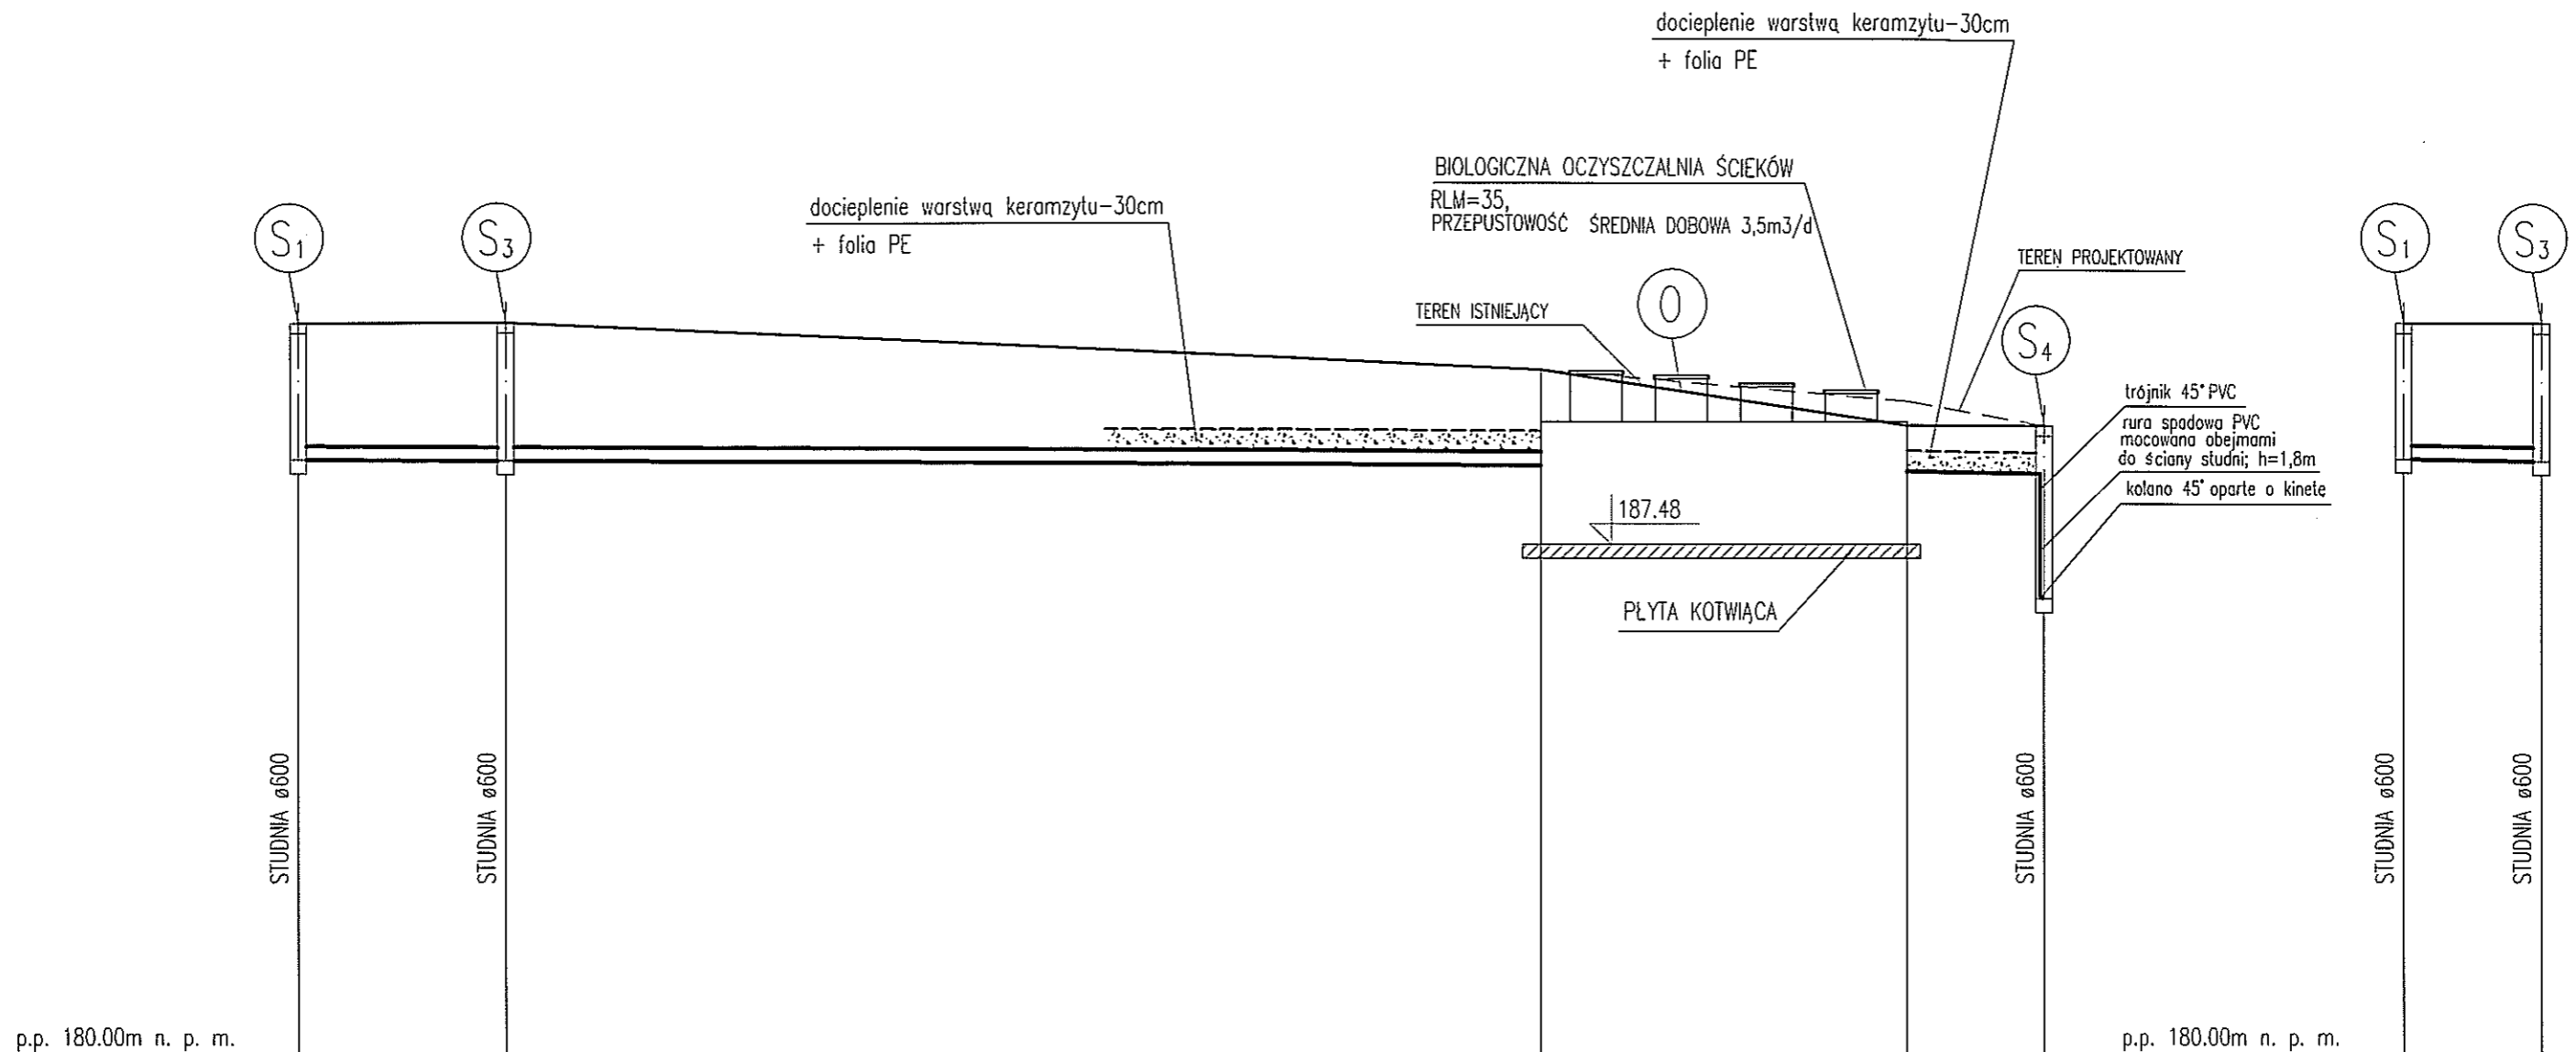 docieplenie warstwą keramzytu-30cm
+ folia PE
BIOLOGICZNA OCZYSZCZALNIA ŚCIEKÓW
RLM=35,
PRZEPUSTOWOŚĆ ŚREDNIA DOBOWA 3,5m3/d
docieplenie warstwą keramzytu-30cm
+ folia PE
S1
S3
TEREN ISTNIEJĄCY
O
TEREN PROJEKTOWANY
S4
S1
S3
trójnik 45° PVC
rura spadowa PVC
mocowana obejmami
do ściany studni; h=1,8m
kolano 45° oparte o kinetę
187.48
PŁYTA KOTWIĄCA
STUDNIA ø600
STUDNIA ø600
STUDNIA ø600
STUDNIA ø600
STUDNIA ø600
p.p. 180.00m n. p. m.
p.p. 180.00m n. p. m.